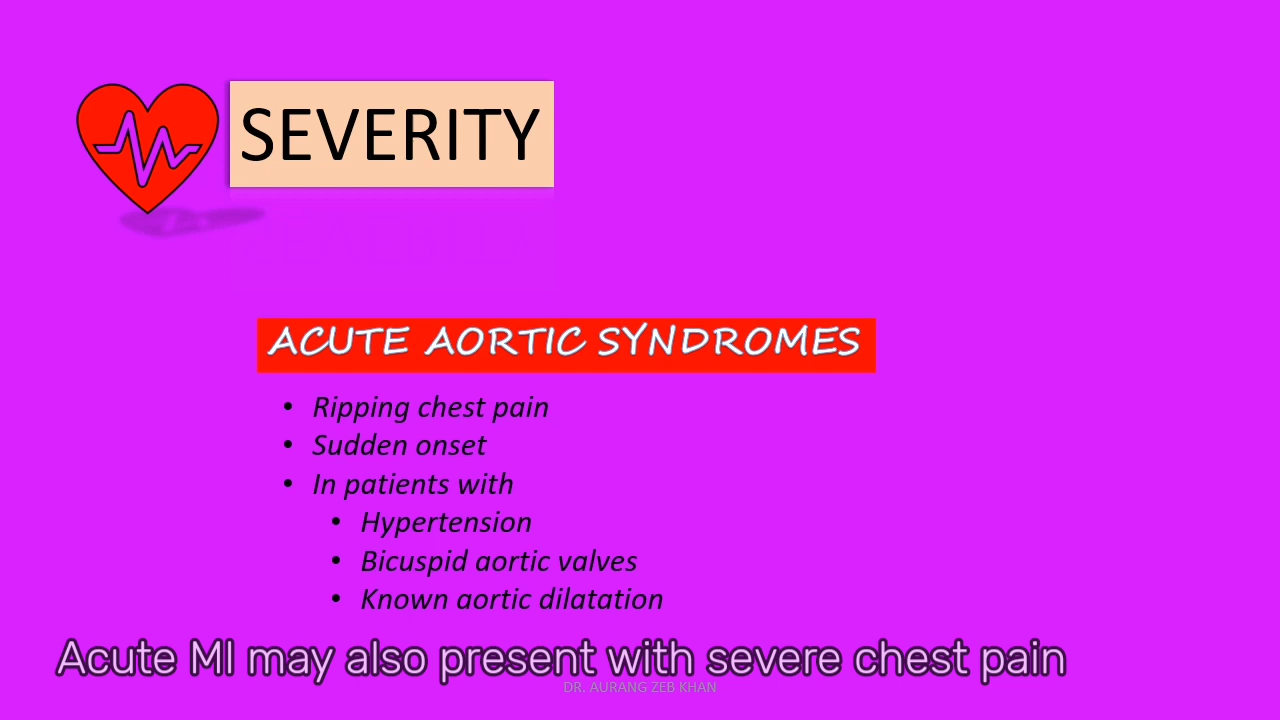 SEVERITY
ACUTE AORTIC SYNDROMES
• Ripping chest pain
• Sudden onset
• In patients with
• Hypertension
• Bicuspid aortic valves
• Known aortic dilatation
Acute MI may also present with severe chest pain
DR. AURANG ZEB KHAN